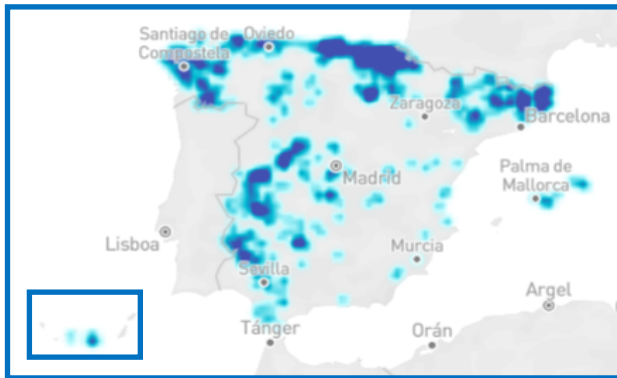 Santiago de
Compostela
Oviedo
Zaragoza
Barcelona
Madrid
Palma de
Mallorca
Lisboa
Murcia
Sevilla
Argel
Tánger
Orán